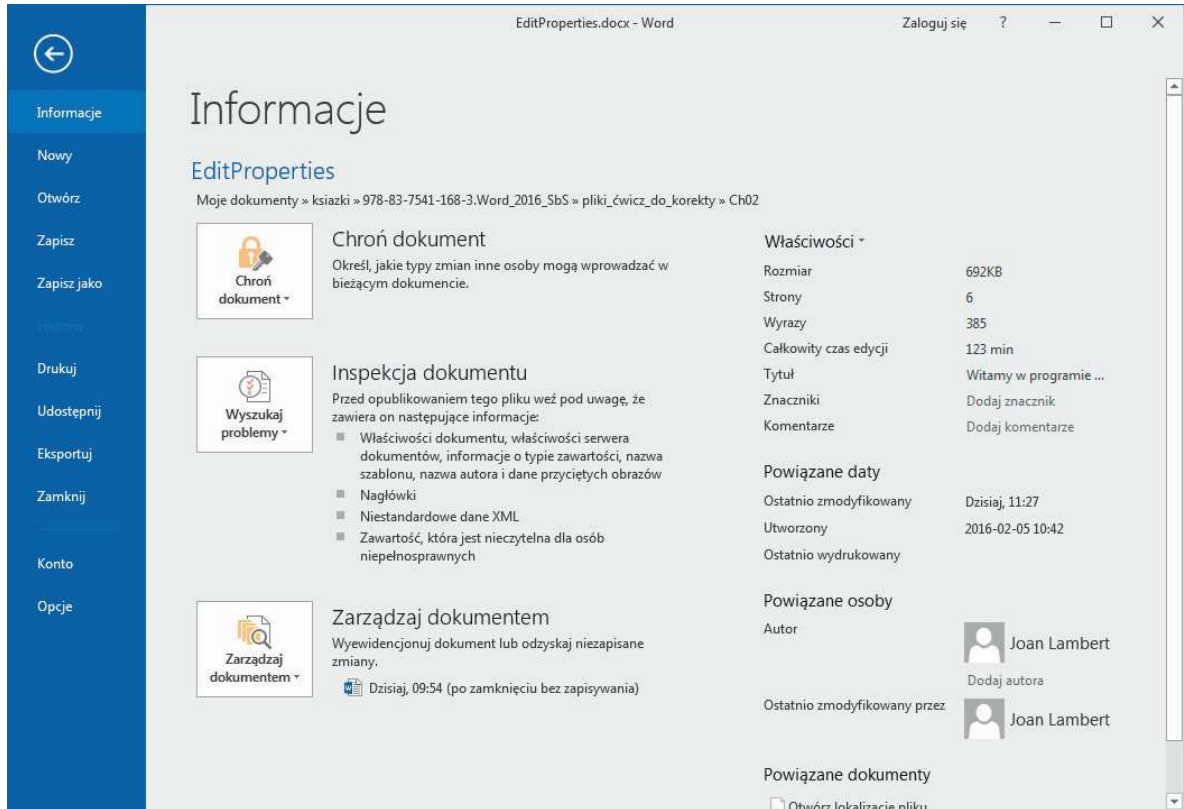 EditProperties.docx - Word
Zaloguj się ?
Informacje
Nowy
Otwórz
Zapisz
Zapisz jako
Historia
Drukuj
Udostępnij
Eksportuj
Zamknij
Konto
Opcje
Informacje
EditProperties
Moje dokumenty » ksiazki » 978-83-7541-168-3.Word_2016_SbS » pliki_ćwicz_do_korekty » Ch02
Chroń
dokument
Chroń dokument
Określ, jakie typy zmian inne osoby mogą wprowadzać w
bieżącym dokumencie.
Wyszukaj
problemy
Inspekcja dokumentu
Przed opublikowaniem tego pliku weź pod uwagę, że
zawiera on następujące informacje:
Właściwości dokumentu, właściwości serwera
dokumentów, informacje o typie zawartości, nazwa
szablonu, nazwa autora i dane przyciętych obrazów
Nagłówki
Niestandardowe dane XML
Zawartość, która jest nieczytelna dla osób
niepełnosprawnych
Zarządzaj
dokumentem
Zarządzaj dokumentem
Wyewidencjonuj dokument lub odzyskaj niezapisane
zmiany.
Dzisiaj, 09:54 (po zamknięciu bez zapisywania)
Właściwości
Rozmiar 692KB
Strony 6
Wyrazy 385
Całkowity czas edycji 123 min
Tytuł Witamy w programie ...
Znaczniki Dodaj znacznik
Komentarze Dodaj komentarze
Powiązane daty
Ostatnio zmodyfikowany Dzisiaj, 11:27
Utworzony 2016-02-05 10:42
Ostatnio wydrukowany
Powiązane osoby
Autor Joan Lambert
Dodaj autora
Ostatnio zmodyfikowany przez Joan Lambert
Powiązane dokumenty
Otwórz lokalizację pliku